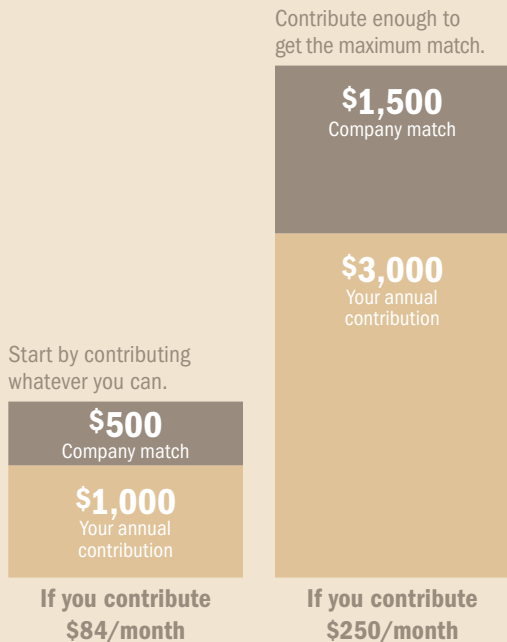 Contribute enough to
get the maximum match.
$1,500
Company match
$3,000
Your annual
contribution
Start by contributing
whatever you can.
$500
Company match
$1,000
Your annual
contribution
If you contribute
$84/month
If you contribute
$250/month